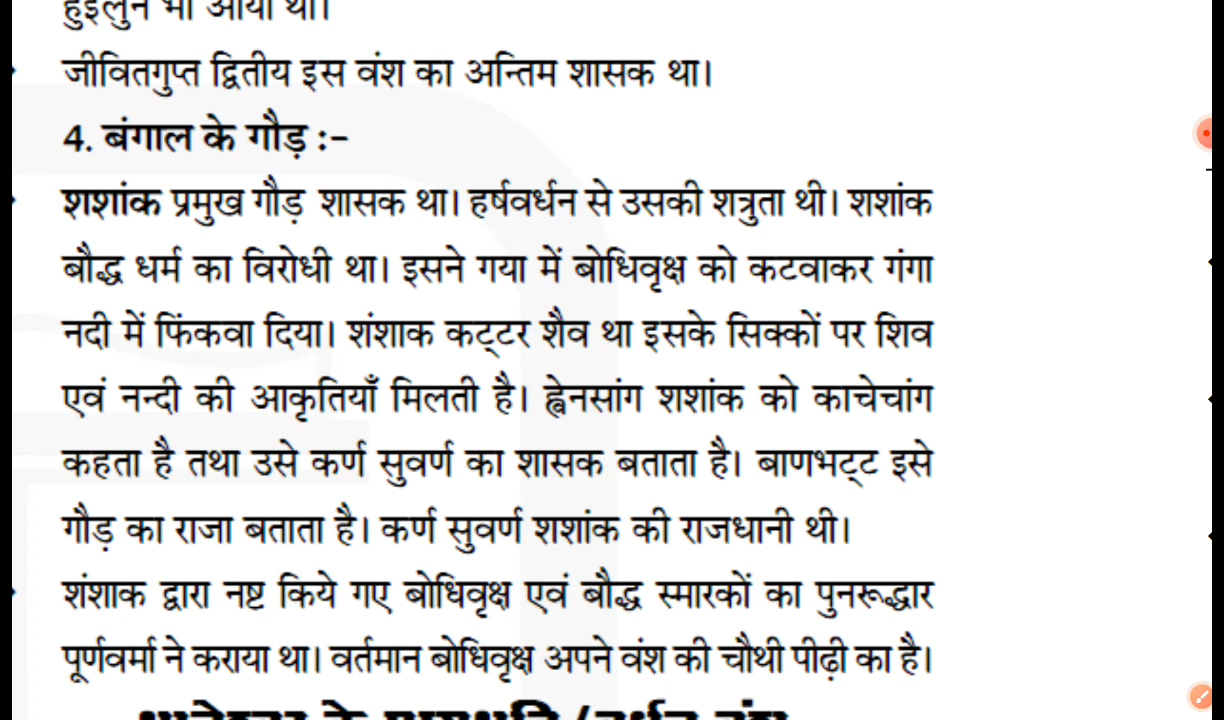 हुइलुन भी आया था।
जीवितगुप्त द्वितीय इस वंश का अन्तिम शासक था।
4. बंगाल के गौड़ :-
शशांक प्रमुख गौड़ शासक था। हर्षवर्धन से उसकी शत्रुता थी। शशांक
बौद्ध धर्म का विरोधी था। इसने गया में बोधिवृक्ष को कटवाकर गंगा
नदी में फिंकवा दिया। शंशाक कट्टर शैव था इसके सिक्कों पर शिव
एवं नन्दी की आकृतियाँ मिलती है। ह्वेनसांग शशांक को काचेचांग
कहता है तथा उसे कर्ण सुवर्ण का शासक बताता है। बाणभट्ट इसे
गौड़ का राजा बताता है। कर्ण सुवर्ण शशांक की राजधानी थी।
शंशाक द्वारा नष्ट किये गए बोधिवृक्ष एवं बौद्ध स्मारकों का पुनरूद्धार
पूर्णवर्मा ने कराया था। वर्तमान बोधिवृक्ष अपने वंश की चौथी पीढ़ी का है।